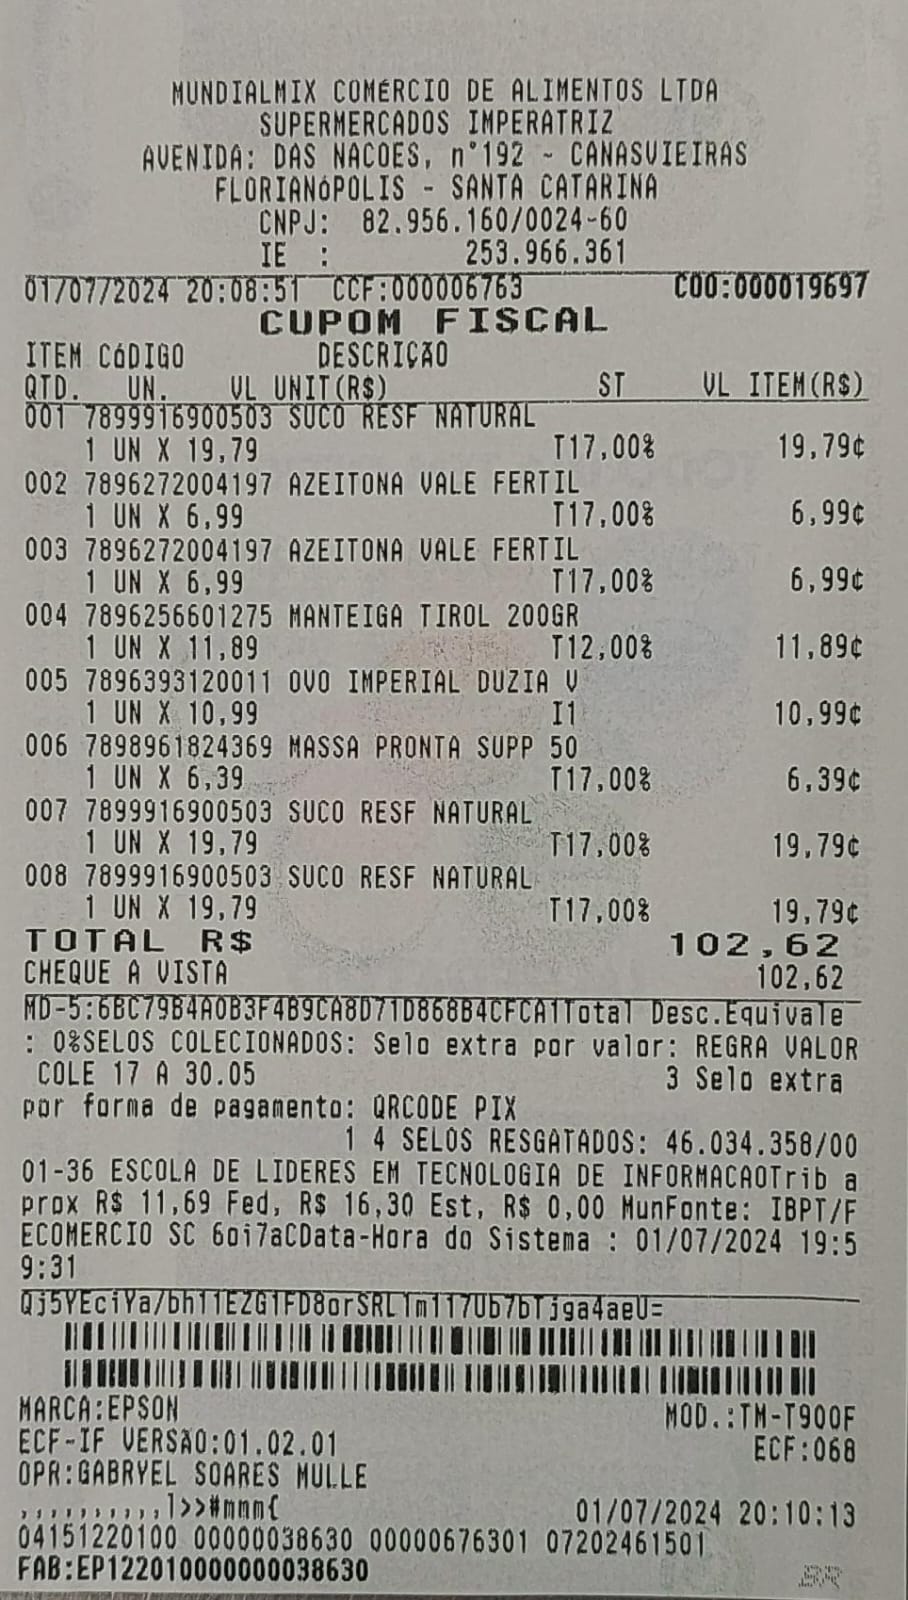 MUNDIALMIX COMÉRCIO DE ALIMENTOS LTDA
SUPERMERCADOS IMPERATRIZ
AVENIDA: DAS NACOES, n°192 - CANASVIEIRAS
FLORIANÓPOLIS - SANTA CATARINA
CNPJ: 82.956.160/0024-60
IE : 253.966.361
01/07/2024 20:08:51 CCF:000006763 COO:000019697
CUPOM FISCAL
ITEM CÓDIGO DESCRIÇÃO
QTD. UN. VL UNIT(R$) ST VL ITEM(R$)
001 7899916900503 SUCO RESF NATURAL
1 UN X 19,79 T17,00% 19,79¢
002 7896272004197 AZEITONA VALE FERTIL
1 UN X 6,99 T17,00% 6,99¢
003 7896272004197 AZEITONA VALE FERTIL
1 UN X 6,99 T17,00% 6,99¢
004 7896256601275 MANTEIGA TIROL 200GR
1 UN X 11,89 T12,00% 11,89¢
005 7896393120011 OVO IMPERIAL DUZIA V
1 UN X 10,99 I1 10,99¢
006 7898961824369 MASSA PRONTA SUPP 50
1 UN X 6,39 T17,00% 6,39¢
007 7899916900503 SUCO RESF NATURAL
1 UN X 19,79 T17,00% 19,79¢
008 7899916900503 SUCO RESF NATURAL
1 UN X 19,79 T17,00% 19,79¢
TOTAL R$ 102,62
CHEQUE A VISTA 102,62
MD-5:6BC79B4A0B3F4B9CA8D71D868B4CFCA1Total Desc.Equivale
: 0%SELOS COLECIONADOS: Selo extra por valor: REGRA VALOR
COLE 17 A 30.05 3 Selo extra
por forma de pagamento: QRCODE PIX
1 4 SELOS RESGATADOS: 46.034.358/00
01-36 ESCOLA DE LIDERES EM TECNOLOGIA DE INFORMACAOTrib a
prox R$ 11,69 Fed, R$ 16,30 Est, R$ 0,00 MunFonte: IBPT/F
ECOMERCIO SC 6oi7aCData-Hora do Sistema : 01/07/2024 19:5
9:31
MARCA:EPSON MOD.:TM-T900F
ECF-IF VERSÃO:01.02.01 ECF:068
OPR:GABRYEL SOARES MULLE
,,,,,,,,,,l>>#mmm{ 01/07/2024 20:10:13
04151220100 00000038630 00000676301 07202461501
FAB:EP122010000000038630
BR